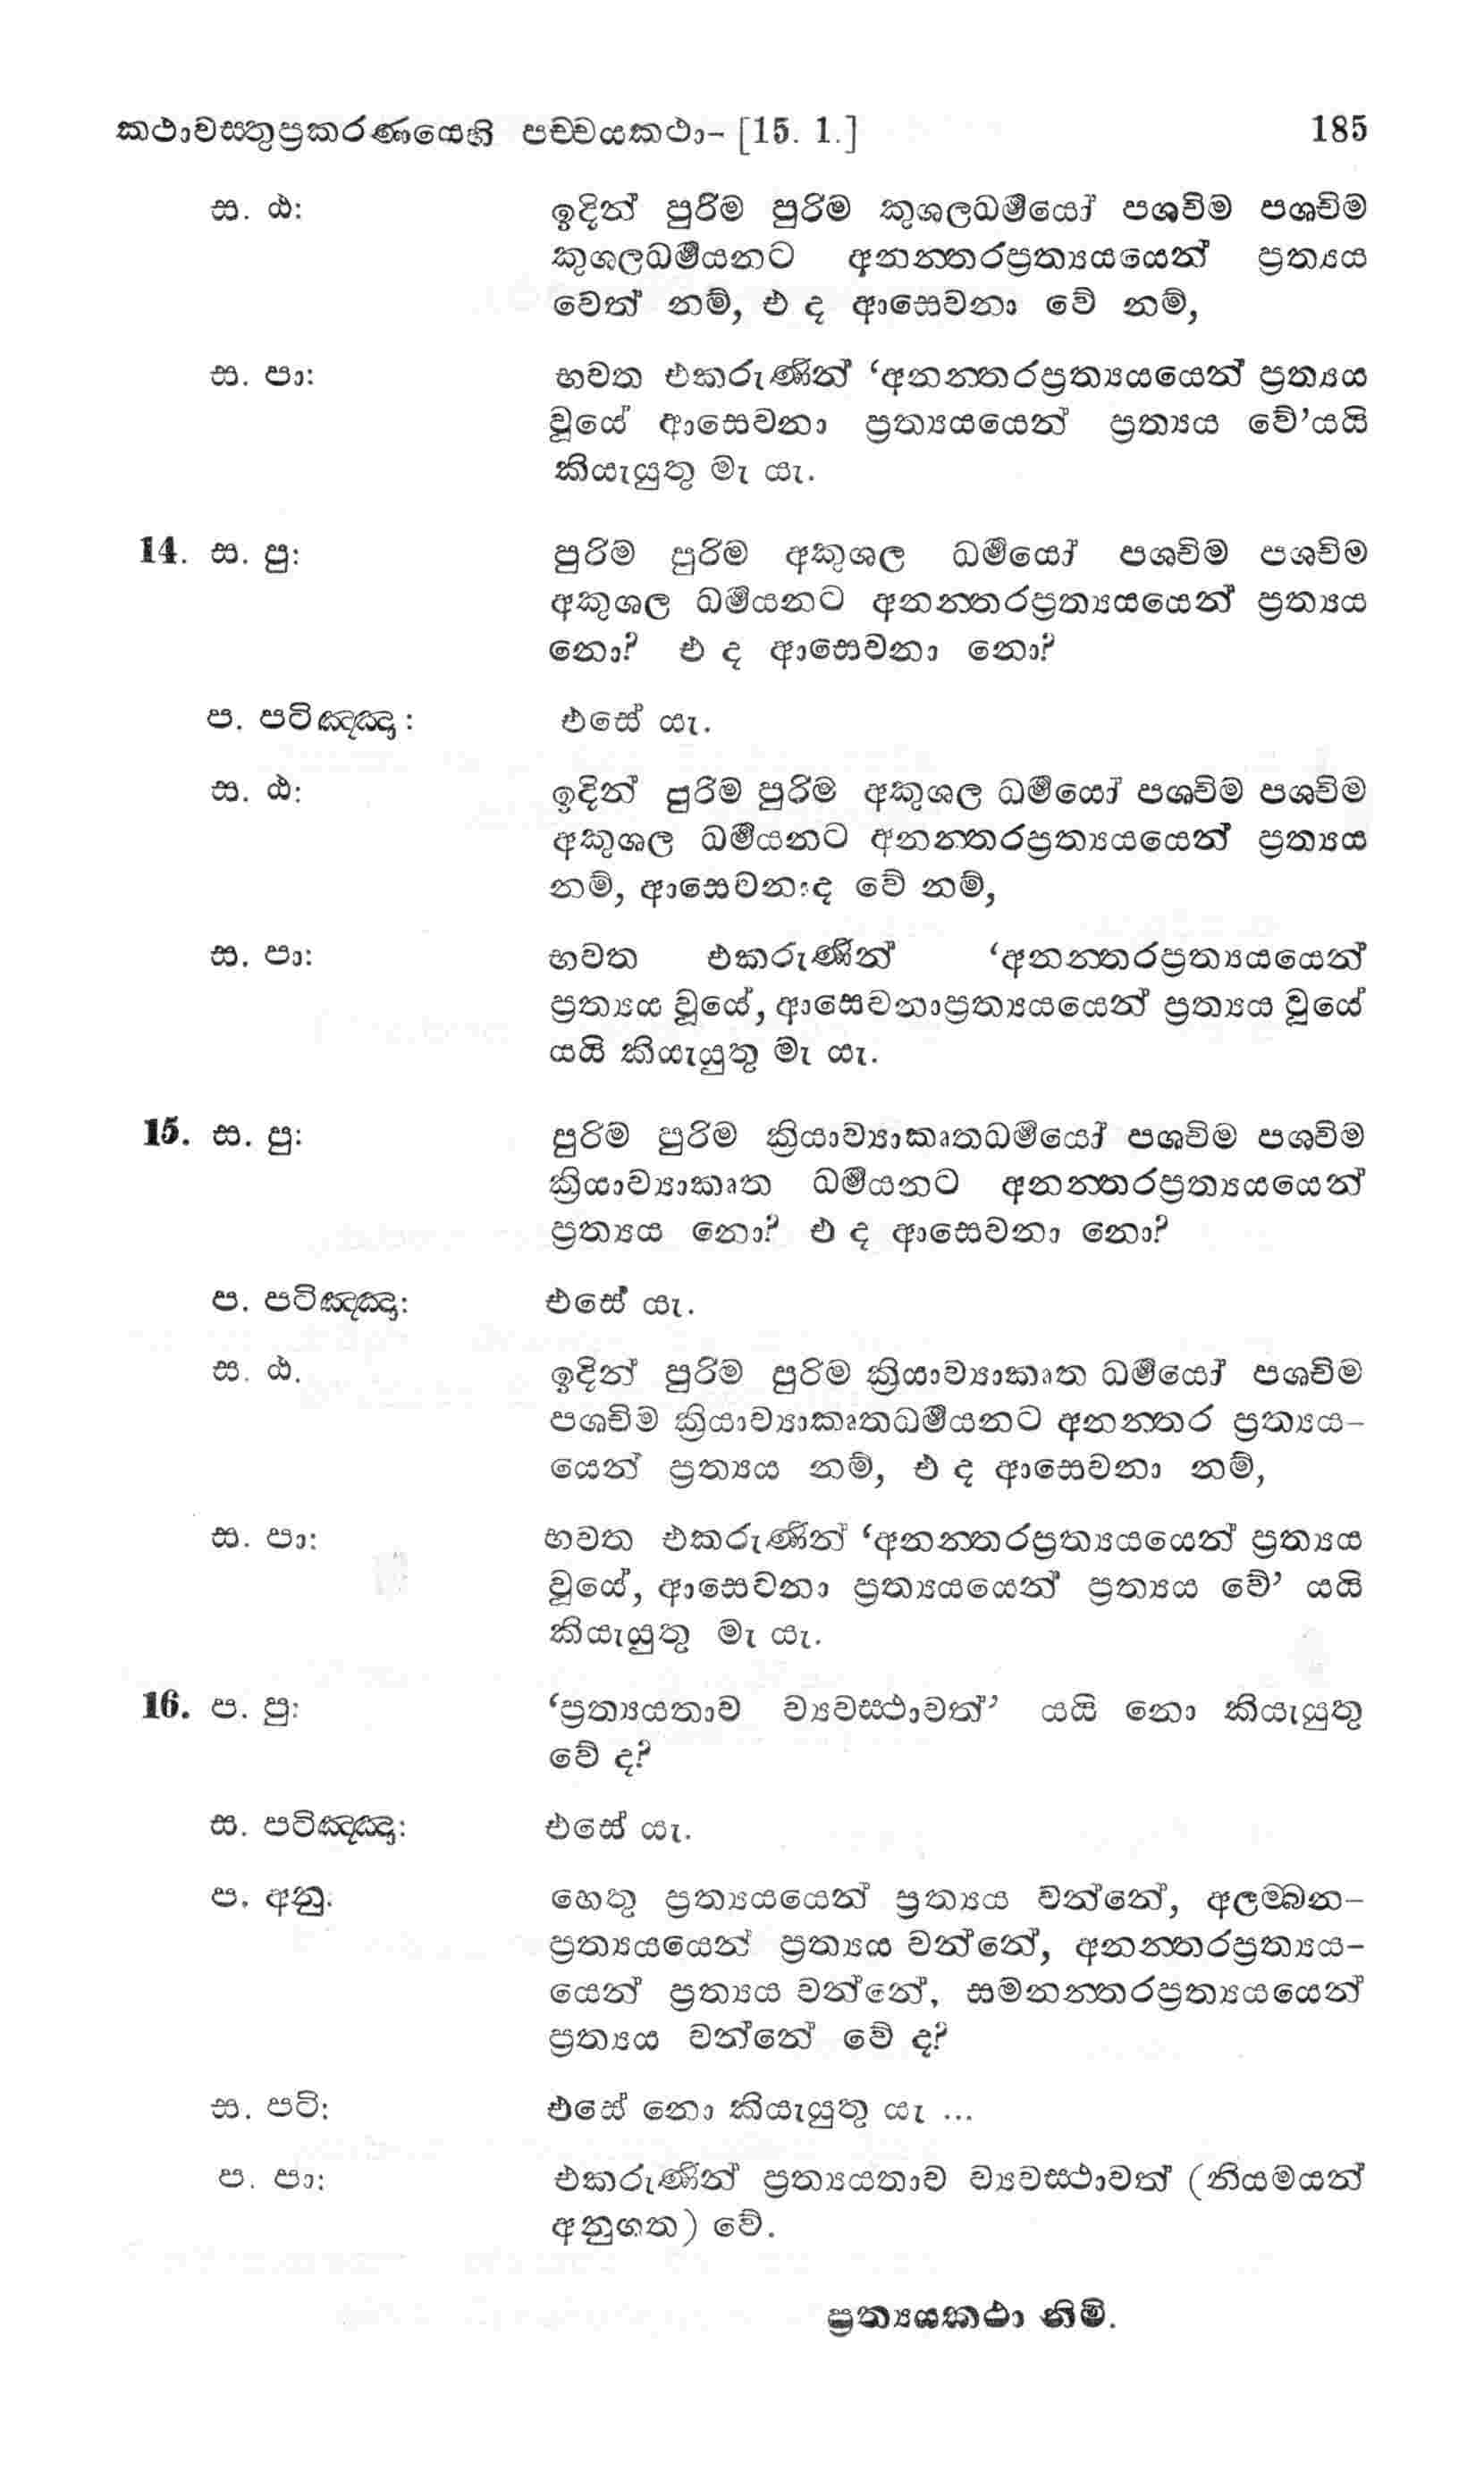 කථාවස්තුප්‍රකරණයෙහි පච්චයකථා- [15. 1.] 185
ස. ඨ: ඉදින් පුරිම පුරිම කුශලධර්‍මයෝ පශ්චිම පශ්චිම
කුශලධර්‍මයනට අනන්තරප්‍රත්‍යයයෙන් ප්‍රත්‍යය
වෙත් නම්, එ ද ආසෙවනා වේ නම්,
ස. පා: භවත එකරුණින් ‘අනන්තරප්‍රත්‍යයයෙන් ප්‍රත්‍යය
වූයේ ආසෙවනා ප්‍රත්‍යයයෙන් ප්‍රත්‍යය වේ’යයි
කියැයුතු මැ යැ.
14. ස. පු: පුරිම පුරිම අකුශල ධර්‍මයෝ පශ්චිම පශ්චිම
අකුශල ධර්‍මයනට අනන්තරප්‍රත්‍යයයෙන් ප්‍රත්‍යය
නො? එ ද ආසෙවනා නො?
ප. පටිඤ්ඤා: එසේ යැ.
ස. ඨ: ඉදින් පුරිම පුරිම අකුශල ධර්‍මයෝ පශ්චිම පශ්චිම
අකුශල ධර්‍මයනට අනන්තරප්‍රත්‍යයයෙන් ප්‍රත්‍යය
නම්, ආසෙවනාද වේ නම්,
ස. පා: භවත එකරුණින් ‘අනන්තරප්‍රත්‍යයයෙන්
ප්‍රත්‍යය වූයේ, ආසෙවනාප්‍රත්‍යයයෙන් ප්‍රත්‍යය වූයේ
යයි කියැයුතු මැ යැ.
15. ස. පු: පුරිම පුරිම ක්‍රියාව්‍යාකෘතධර්‍මයෝ පශ්චිම පශ්චිම
ක්‍රියාව්‍යාකෘත ධර්‍මයනට අනන්තරප්‍රත්‍යයයෙන්
ප්‍රත්‍යය නො? එ ද ආසෙවනා නො?
ප. පටිඤ්ඤා: එසේ යැ.
ස. ඨ. ඉදින් පුරිම පුරිම ක්‍රියාව්‍යාකෘත ධර්‍මයෝ පශ්චිම
පශ්චිම ක්‍රියාව්‍යාකෘතධර්‍මයනට අනන්තර ප්‍රත්‍යය-
යෙන් ප්‍රත්‍යය නම්, එ ද ආසෙවනා නම්,
ස. පා: භවත එකරුණින් ‘අනන්තරප්‍රත්‍යයයෙන් ප්‍රත්‍යය
වූයේ, ආසෙවනා ප්‍රත්‍යයයෙන් ප්‍රත්‍යය වේ’ යයි
කියැයුතු මැ යැ.
16. ප. පු: ‘ප්‍රත්‍යයතාව ව්‍යවස්ථාවත්’ යයි නො කියැයුතු
වේ ද?
ස. පටිඤ්ඤා: එසේ යැ.
ප. අනු. හෙතු ප්‍රත්‍යයයෙන් ප්‍රත්‍යය වන්නේ, අලම්බන-
ප්‍රත්‍යයයෙන් ප්‍රත්‍යය වන්නේ, අනන්තරප්‍රත්‍යය-
යෙන් ප්‍රත්‍යය වන්නේ, සමනන්තරප්‍රත්‍යයයෙන්
ප්‍රත්‍යය වන්නේ වේ ද?
ස. පටි: එසේ නො කියැයුතු යැ ...
ප. පා: එකරුණින් ප්‍රත්‍යයතාව ව්‍යවස්ථාවත් (නියමයන්
අනුගත) වේ.
ප්‍රත්‍යයකථා නිමි.